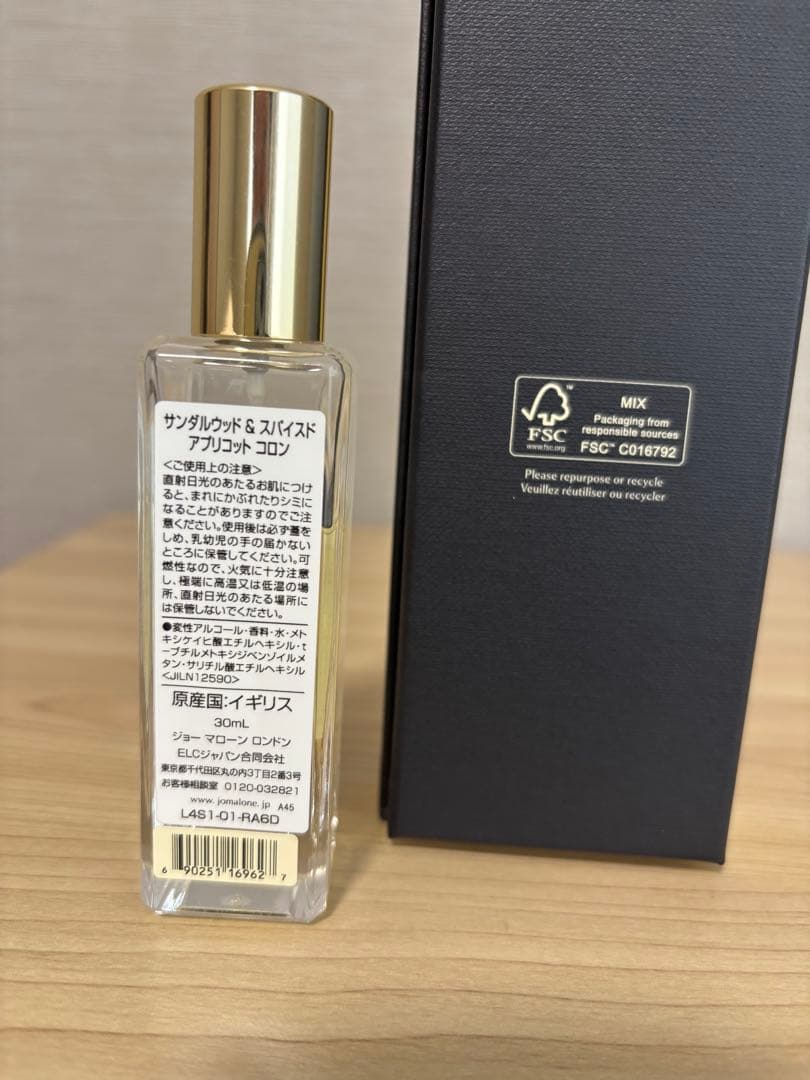 サンダルウッド & スパイスド
アプリコット コロン
<ご使用上の注意>
直射日光のあたるお肌につけ
ると、まれにかぶれたりシミに
なることがありますのでご注
意ください。使用後は必ず蓋を
しめ、乳幼児の手の届かない
ところに保管してください。可
燃性なので、火気に十分注意
し、極端に高温又は低温の場
所、直射日光のあたる場所に
は保管しないでください。
●変性アルコール・香料・水・メト
キシケイヒ酸エチルヘキシル・t
-ブチルメトキシジベンゾイルメ
タン・サリチル酸エチルヘキシル
<JILN12590>
原産国:イギリス
30mL
ジョー マローン ロンドン
ELCジャパン合同会社
東京都千代田区丸の内3丁目2番3号
お客様相談室 0120-032821
www.jomalone.jp A45
L4S1-01-RA6D
6 90251 16962 7
FSC
www.fsc.org
™
MIX
Packaging from
responsible sources
FSC™ C016792
Please repurpose or recycle
Veuillez réutiliser ou recycler